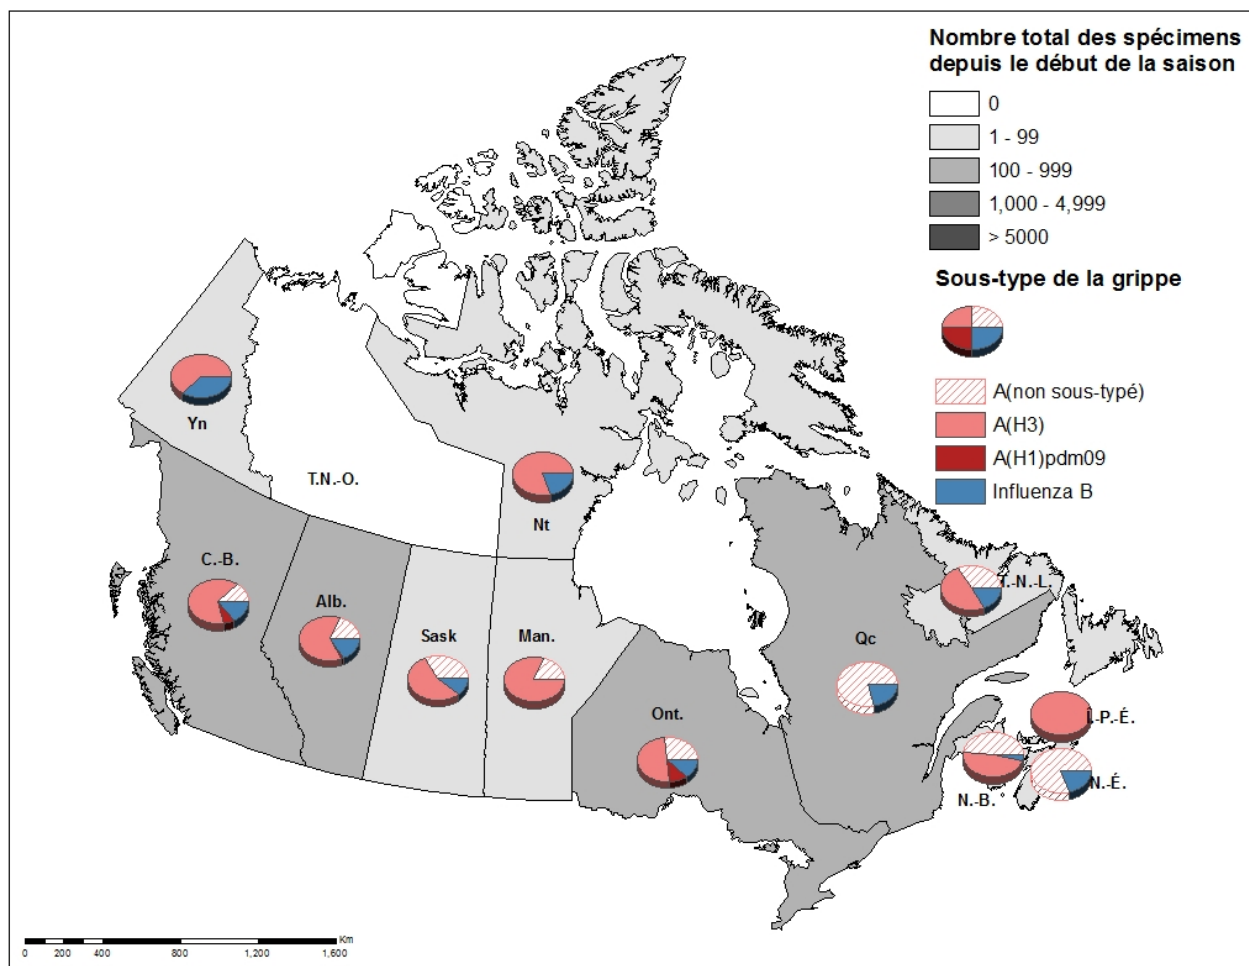 Nombre total des spécimens
depuis le début de la saison
0
1 - 99
100 - 999
1,000 - 4,999
> 5000
Sous-type de la grippe
A(non sous-typé)
A(H3)
A(H1)pdm09
Influenza B
Yn
T.N.-O.
Nt
C.-B.
Alb.
Sask
Man.
Ont.
Qc
T.-N.-L.
Î.-P.-É.
N.-B.
N.-É.
Km
0 200 400 800 1,200 1,600